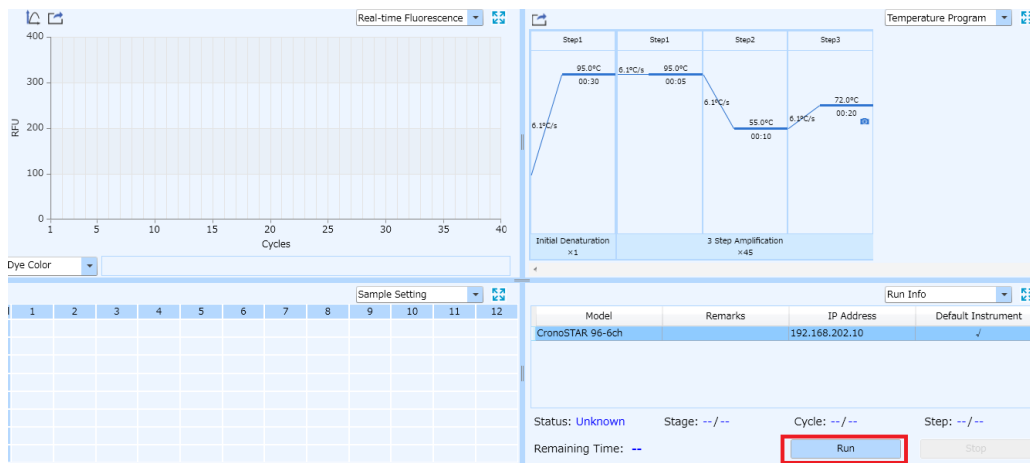 Real-time Fluorescence
400
300
200
100
0
RFU
1 5 10 15 20 25 30 35 40
Cycles
Dye Color
Temperature Program
Step1 Step1 Step2 Step3
95.0°C 6.1°C/s 95.0°C
00:30 00:05
6.1°C/s 72.0°C
6.1°C/s 55.0°C 6.1°C/s 00:20
00:10
Initial Denaturation 3 Step Amplification
×1 ×45
Sample Setting
1 2 3 4 5 6 7 8 9 10 11 12
Run Info
Model Remarks IP Address Default Instrument
CronoSTAR 96-6ch 192.168.202.10 √
Status: Unknown Stage: --/-- Cycle: --/-- Step: --/--
Remaining Time: -- Run Stop